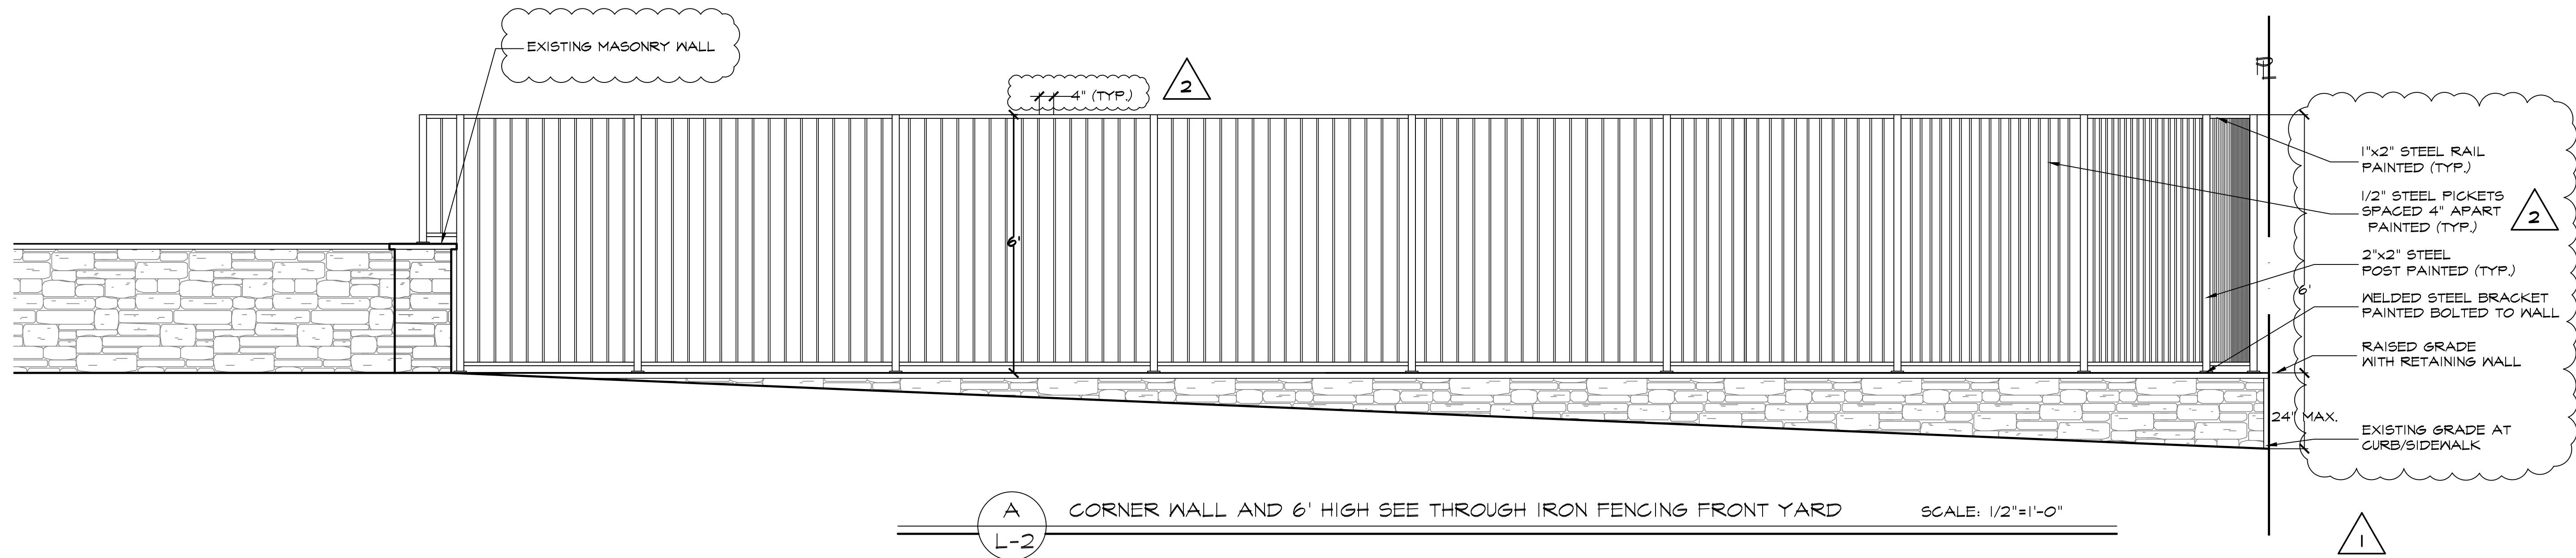 EXISTING MASONRY WALL
4" (TYP.)
2
6'
1"x2" STEEL RAIL
PAINTED (TYP.)
1/2" STEEL PICKETS
SPACED 4" APART
PAINTED (TYP.)
2
2"x2" STEEL
POST PAINTED (TYP.)
6'
WELDED STEEL BRACKET
PAINTED BOLTED TO WALL
RAISED GRADE
WITH RETAINING WALL
24" MAX.
EXISTING GRADE AT
CURB/SIDEWALK
A
L-2
CORNER WALL AND 6' HIGH SEE THROUGH IRON FENCING FRONT YARD
SCALE: 1/2"=1'-0"
1